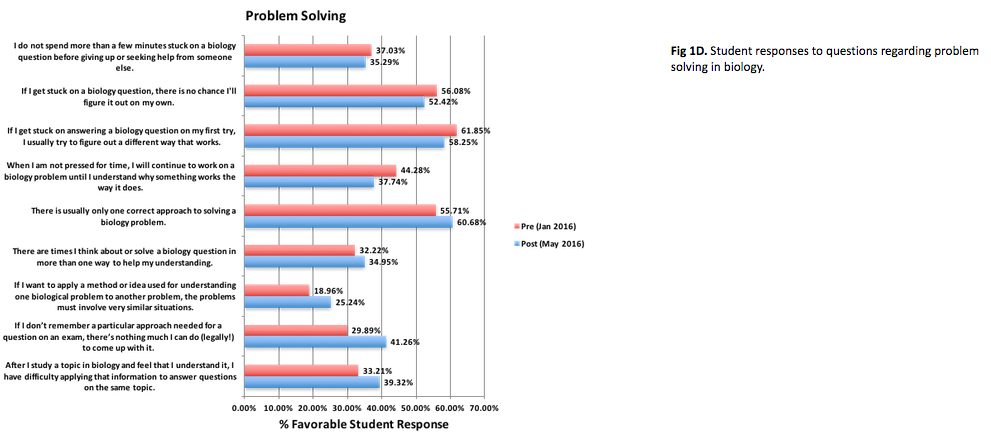 Problem Solving
I do not spend more than a few minutes stuck on a biology
question before giving up or seeking help from someone
else.
37.03%
35.29%
If I get stuck on a biology question, there is no chance I'll
figure it out on my own.
56.08%
52.42%
If I get stuck on answering a biology question on my first try,
I usually try to figure out a different way that works.
61.85%
58.25%
When I am not pressed for time, I will continue to work on a
biology problem until I understand why something works the
way it does.
44.28%
37.74%
There is usually only one correct approach to solving a
biology problem.
55.71%
60.68%
There are times I think about or solve a biology question in
more than one way to help my understanding.
32.22%
34.95%
If I want to apply a method or idea used for understanding
one biological problem to another problem, the problems
must involve very similar situations.
18.96%
25.24%
If I don't remember a particular approach needed for a
question on an exam, there's nothing much I can do (legally!)
to come up with it.
29.89%
41.26%
After I study a topic in biology and feel that I understand it, I
have difficulty applying that information to answer questions
on the same topic.
33.21%
39.32%
0.00% 10.00% 20.00% 30.00% 40.00% 50.00% 60.00% 70.00%
% Favorable Student Response
Pre (Jan 2016)
Post (May 2016)
Fig 1D. Student responses to questions regarding problem
solving in biology.